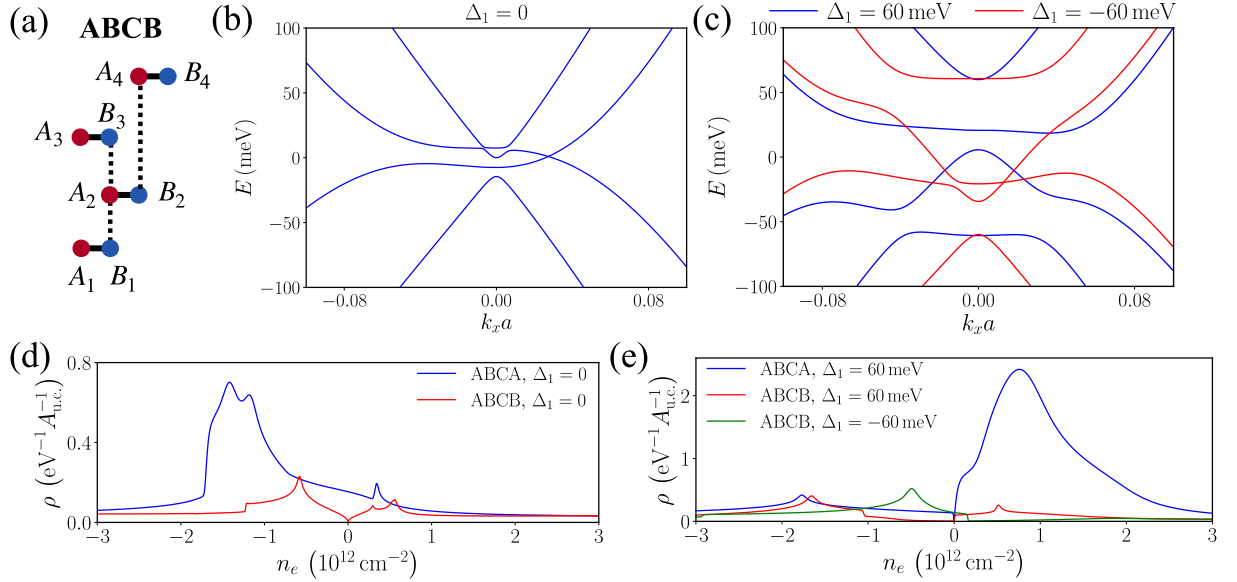 (a)
ABCB
A₄ B₄
B₃
A₃
A₂ B₂
A₁ B₁
(b)
Δ₁ = 0
E (meV)
100
50
0
−50
−100
−0.08 0.00 0.08
kₓa
(c)
Δ₁ = 60 meV Δ₁ = −60 meV
E (meV)
100
50
0
−50
−100
−0.08 0.00 0.08
kₓa
(d)
ρ (eV⁻¹A⁻¹u.c.)
0.8
0.4
0.0
ABCA, Δ₁ = 0
ABCB, Δ₁ = 0
−3 −2 −1 0 1 2 3
nₑ (10¹² cm⁻²)
(e)
ρ (eV⁻¹A⁻¹u.c.)
2
1
0
ABCA, Δ₁ = 60 meV
ABCB, Δ₁ = 60 meV
ABCB, Δ₁ = −60 meV
−3 −2 −1 0 1 2 3
nₑ (10¹² cm⁻²)